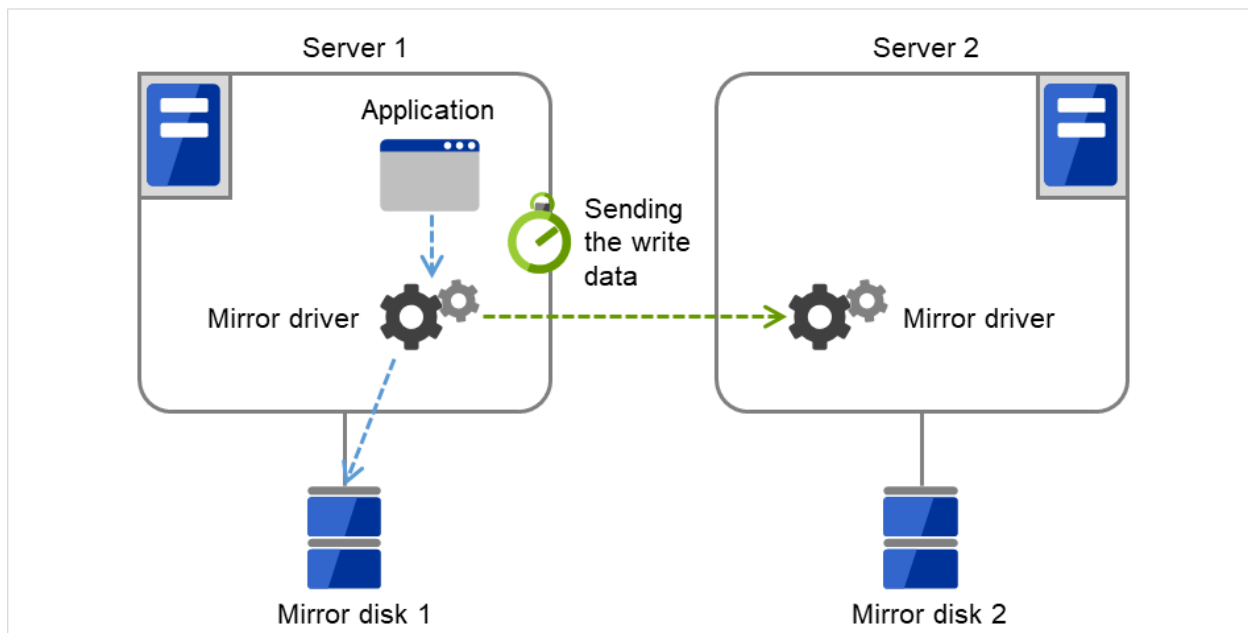 Server 1
Server 2
Application
Sending
the write
data
Mirror driver
Mirror driver
Mirror disk 1
Mirror disk 2